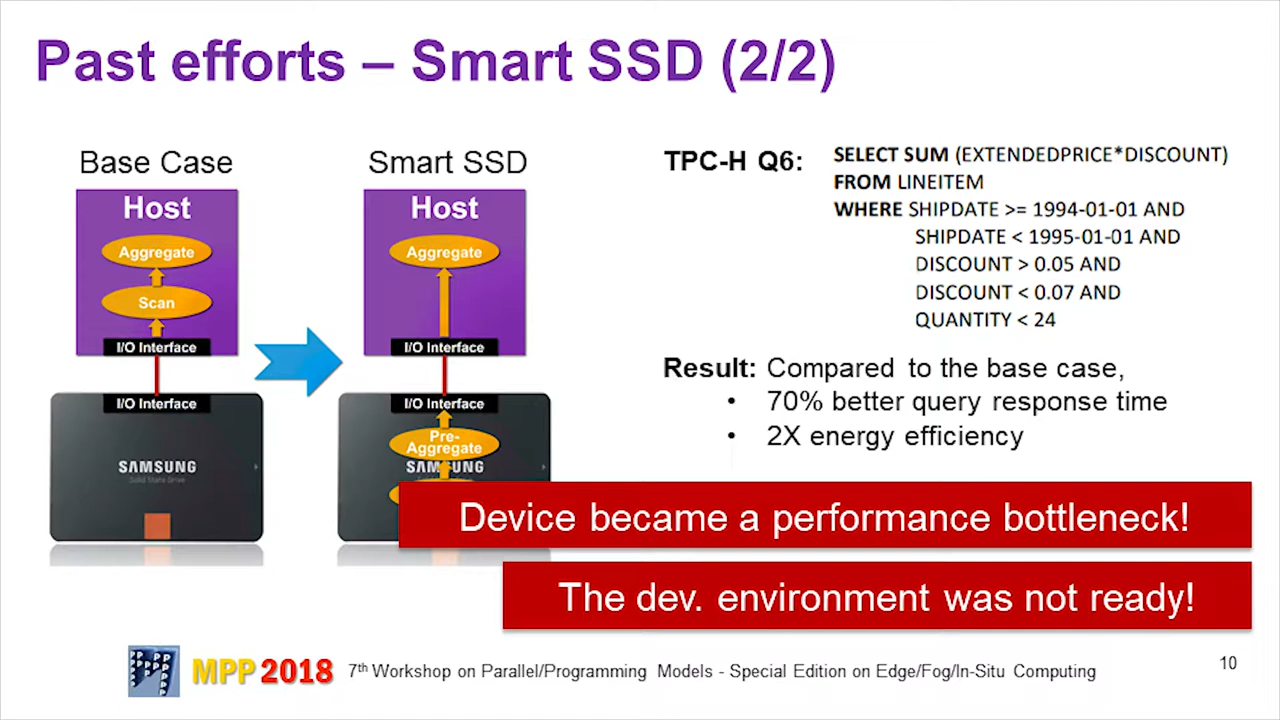 Past efforts – Smart SSD (2/2)
Base Case
Host
Aggregate
Scan
I/O Interface
I/O Interface
SAMSUNG
Solid State Drive
Smart SSD
Host
Aggregate
I/O Interface
I/O Interface
Pre-
Aggregate
SAMSUNG
TPC-H Q6:
SELECT SUM (EXTENDEDPRICE*DISCOUNT)
FROM LINEITEM
WHERE SHIPDATE >= 1994-01-01 AND
SHIPDATE < 1995-01-01 AND
DISCOUNT > 0.05 AND
DISCOUNT < 0.07 AND
QUANTITY < 24
Result: Compared to the base case,
• 70% better query response time
• 2X energy efficiency
Device became a performance bottleneck!
The dev. environment was not ready!
MPP 2018 7th Workshop on Parallel/Programming Models - Special Edition on Edge/Fog/In-Situ Computing
10